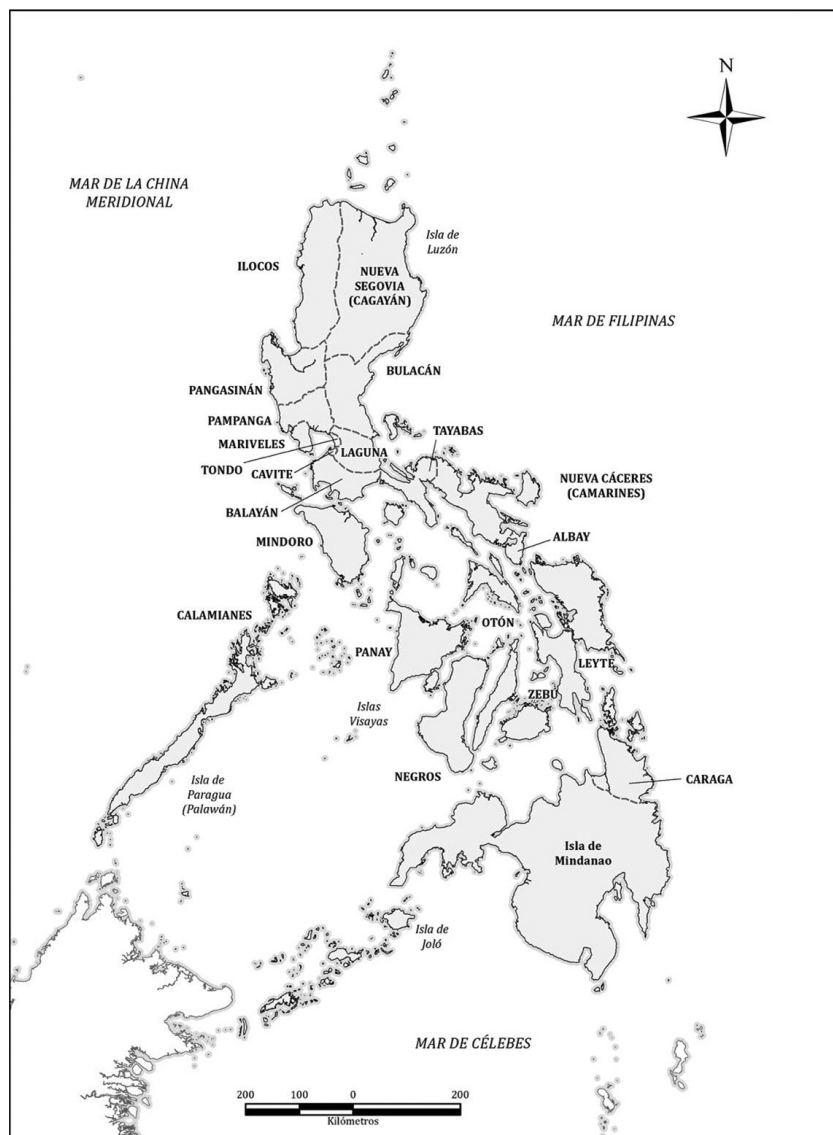 N
MAR DE LA CHINA
MERIDIONAL
Isla de
Luzón
ILOCOS
NUEVA
SEGOVIA
(CAGAYÁN)
MAR DE FILIPINAS
BULACÁN
PANGASINÁN
PAMPANGA
TAYABAS
MARIVELES
LAGUNA
TONDO
CAVITE
NUEVA CÁCERES
(CAMARINES)
BALAYÁN
ALBAY
MINDORO
CALAMIANES
OTÓN
PANAY
LEYTE
ZEBÚ
Islas
Visayas
NEGROS
CARAGA
Isla de
Paragua
(Palawán)
Isla de
Mindanao
Isla de
Joló
MAR DE CÉLEBES
200 100 0 200
Kilómetros